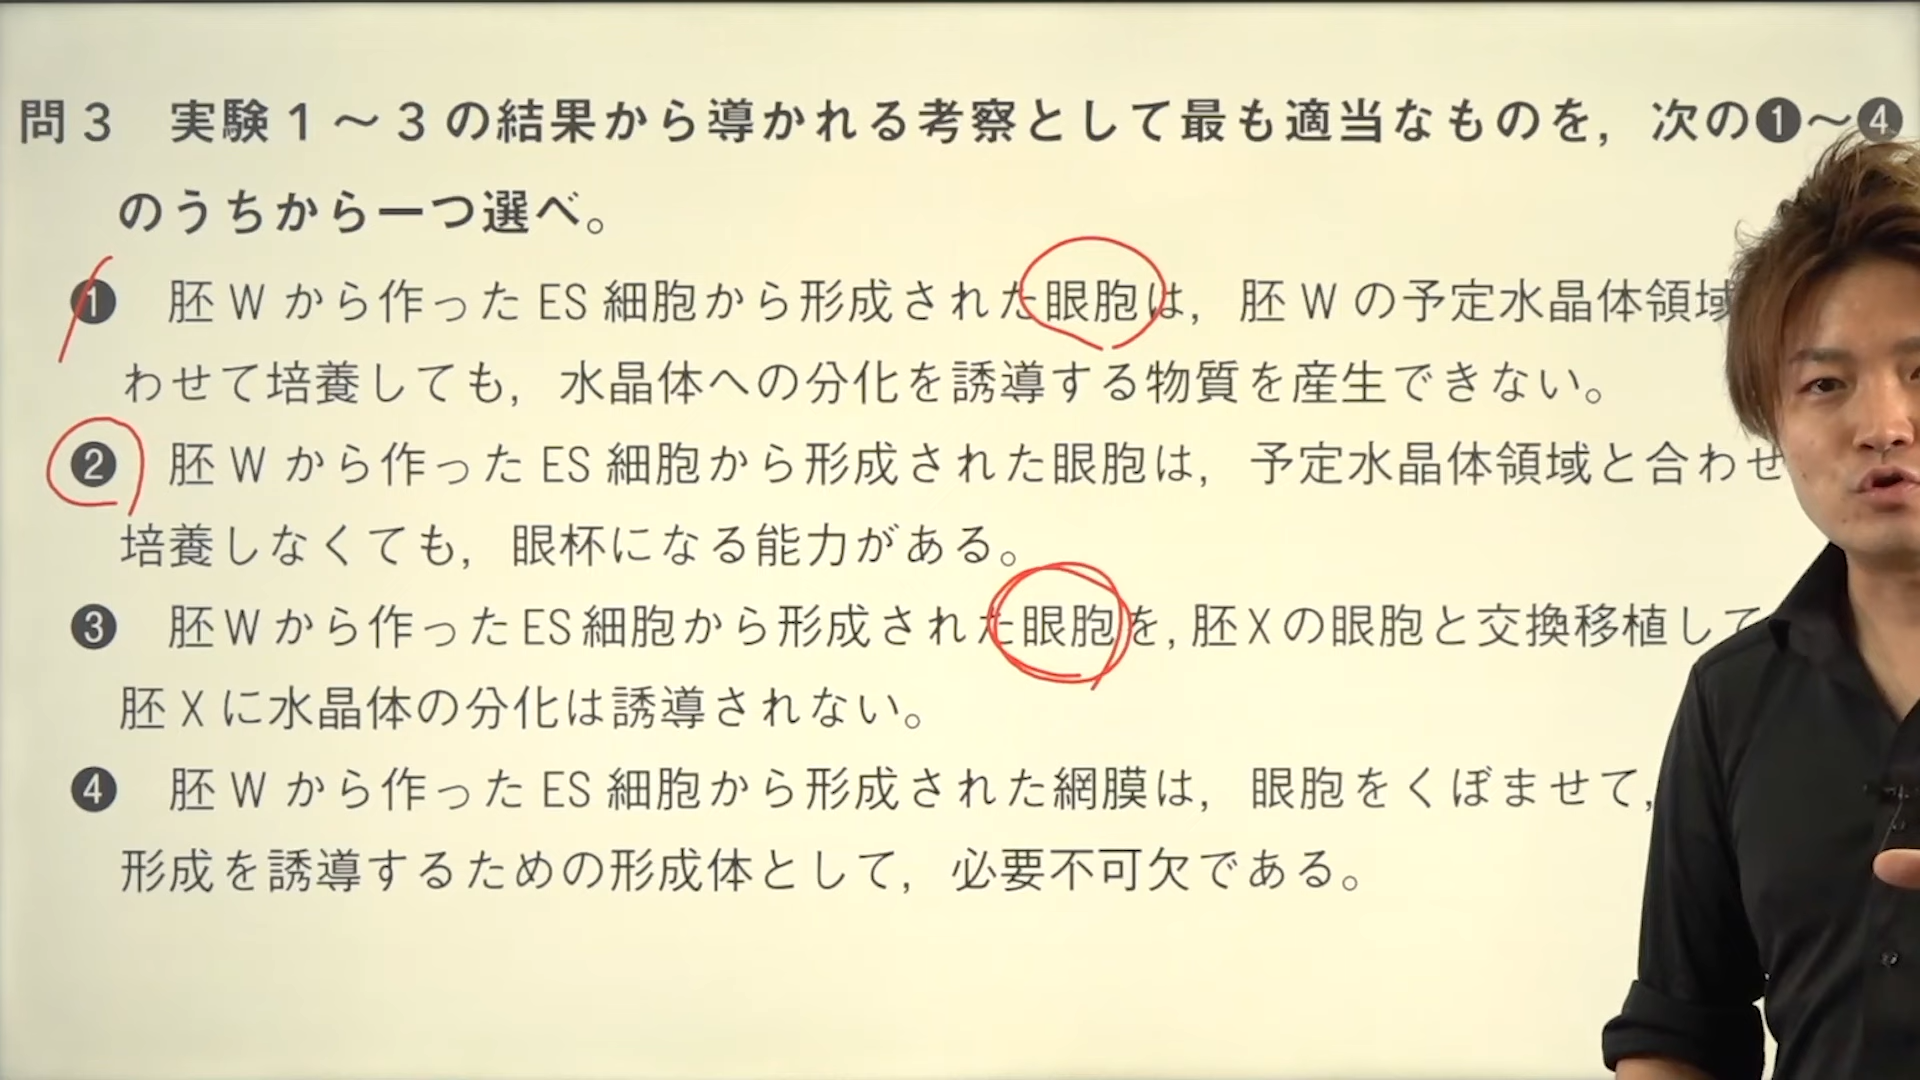 問3　実験1～3の結果から導かれる考察として最も適当なものを，次の❶～❹
のうちから一つ選べ。
❶　胚Wから作ったES細胞から形成された眼胞は，胚Wの予定水晶体領域
わせて培養しても，水晶体への分化を誘導する物質を産生できない。
❷　胚Wから作ったES細胞から形成された眼胞は，予定水晶体領域と合わせ
培養しなくても，眼杯になる能力がある。
❸　胚Wから作ったES細胞から形成された眼胞を，胚Xの眼胞と交換移植して
胚Xに水晶体の分化は誘導されない。
❹　胚Wから作ったES細胞から形成された網膜は，眼胞をくぼませて，
形成を誘導するための形成体として，必要不可欠である。